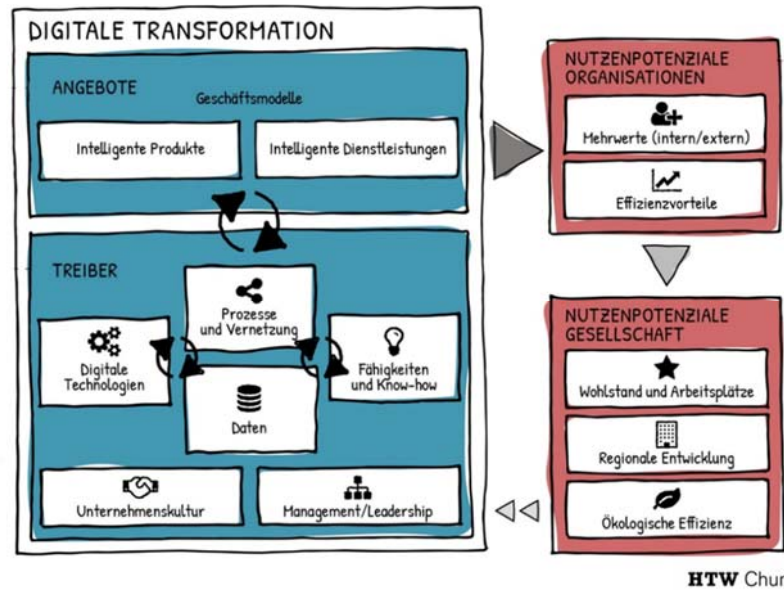 DIGITALE TRANSFORMATION
ANGEBOTE
Geschäftsmodelle
Intelligente Produkte
Intelligente Dienstleistungen
TREIBER
Prozesse
und Vernetzung
Digitale
Technologien
Fähigkeiten
und Know-how
Daten
Unternehmenskultur
Management/Leadership
NUTZENPOTENZIALE
ORGANISATIONEN
Mehrwerte (intern/extern)
Effizienzvorteile
NUTZENPOTENZIALE
GESELLSCHAFT
Wohlstand und Arbeitsplätze
Regionale Entwicklung
Ökologische Effizienz
HTW Chur